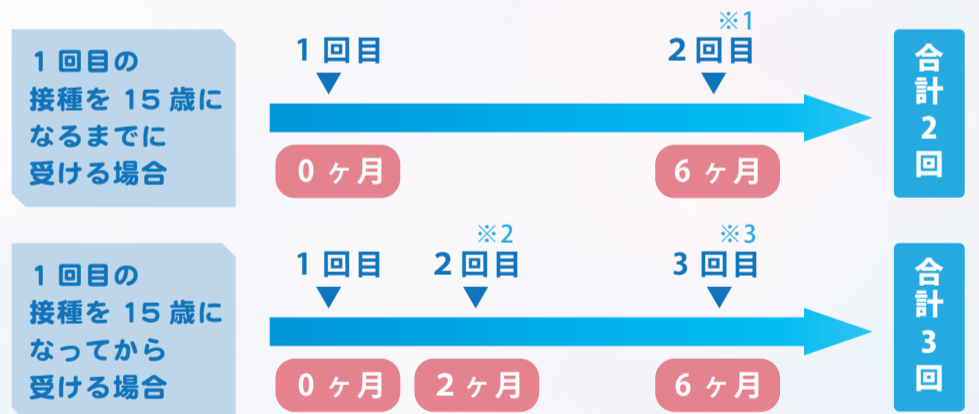 1回目の
接種を15歳に
なるまでに
受ける場合
1回目
※1
2回目
0ヶ月
6ヶ月
合計2回
1回目の
接種を15歳に
なってから
受ける場合
1回目
※2
2回目
※3
3回目
0ヶ月
2ヶ月
6ヶ月
合計3回